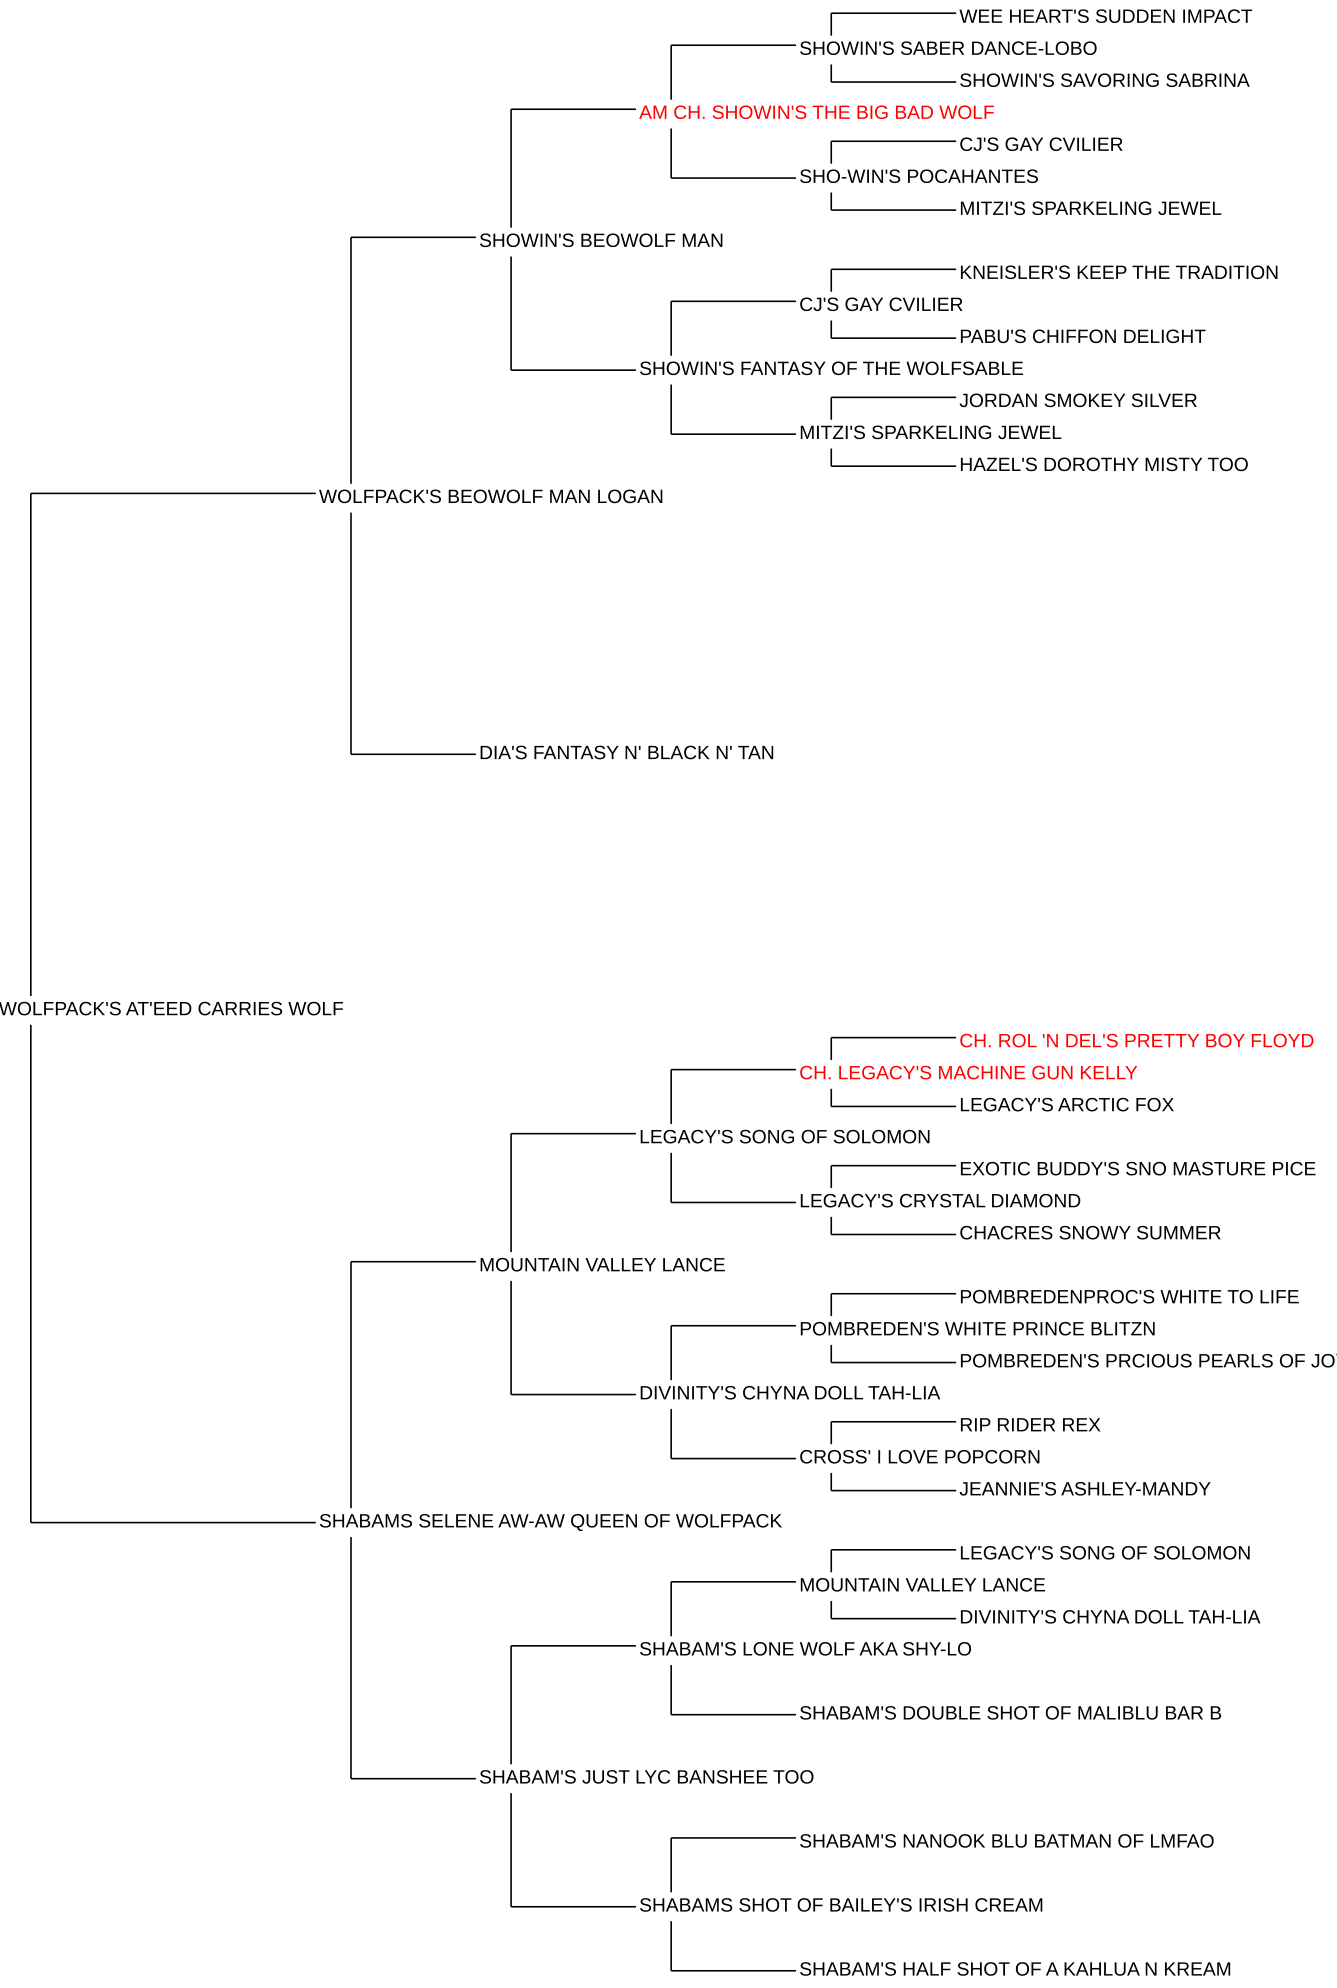 WEE HEART'S SUDDEN IMPACT
SHOWIN'S SABER DANCE-LOBO
SHOWIN'S SAVORING SABRINA
AM CH. SHOWIN'S THE BIG BAD WOLF
CJ'S GAY CVILIER
SHO-WIN'S POCAHANTES
MITZI'S SPARKELING JEWEL
SHOWIN'S BEOWOLF MAN
KNEISLER'S KEEP THE TRADITION
CJ'S GAY CVILIER
PABU'S CHIFFON DELIGHT
SHOWIN'S FANTASY OF THE WOLFSABLE
JORDAN SMOKEY SILVER
MITZI'S SPARKELING JEWEL
HAZEL'S DOROTHY MISTY TOO
WOLFPACK'S BEOWOLF MAN LOGAN
DIA'S FANTASY N' BLACK N' TAN
WOLFPACK'S AT'EED CARRIES WOLF
CH. ROL 'N DEL'S PRETTY BOY FLOYD
CH. LEGACY'S MACHINE GUN KELLY
LEGACY'S ARCTIC FOX
LEGACY'S SONG OF SOLOMON
EXOTIC BUDDY'S SNO MASTURE PICE
LEGACY'S CRYSTAL DIAMOND
CHACRES SNOWY SUMMER
MOUNTAIN VALLEY LANCE
POMBREDENPROC'S WHITE TO LIFE
POMBREDEN'S WHITE PRINCE BLITZN
POMBREDEN'S PRCIOUS PEARLS OF
DIVINITY'S CHYNA DOLL TAH-LIA
RIP RIDER REX
CROSS' I LOVE POPCORN
JEANNIE'S ASHLEY-MANDY
SHABAMS SELENE AW-AW QUEEN OF WOLFPACK
LEGACY'S SONG OF SOLOMON
MOUNTAIN VALLEY LANCE
DIVINITY'S CHYNA DOLL TAH-LIA
SHABAM'S LONE WOLF AKA SHY-LO
SHABAM'S DOUBLE SHOT OF MALIBLU BAR B
SHABAM'S JUST LYC BANSHEE TOO
SHABAM'S NANOOK BLU BATMAN OF LMFAO
SHABAMS SHOT OF BAILEY'S IRISH CREAM
SHABAM'S HALF SHOT OF A KAHLUA N KREAM